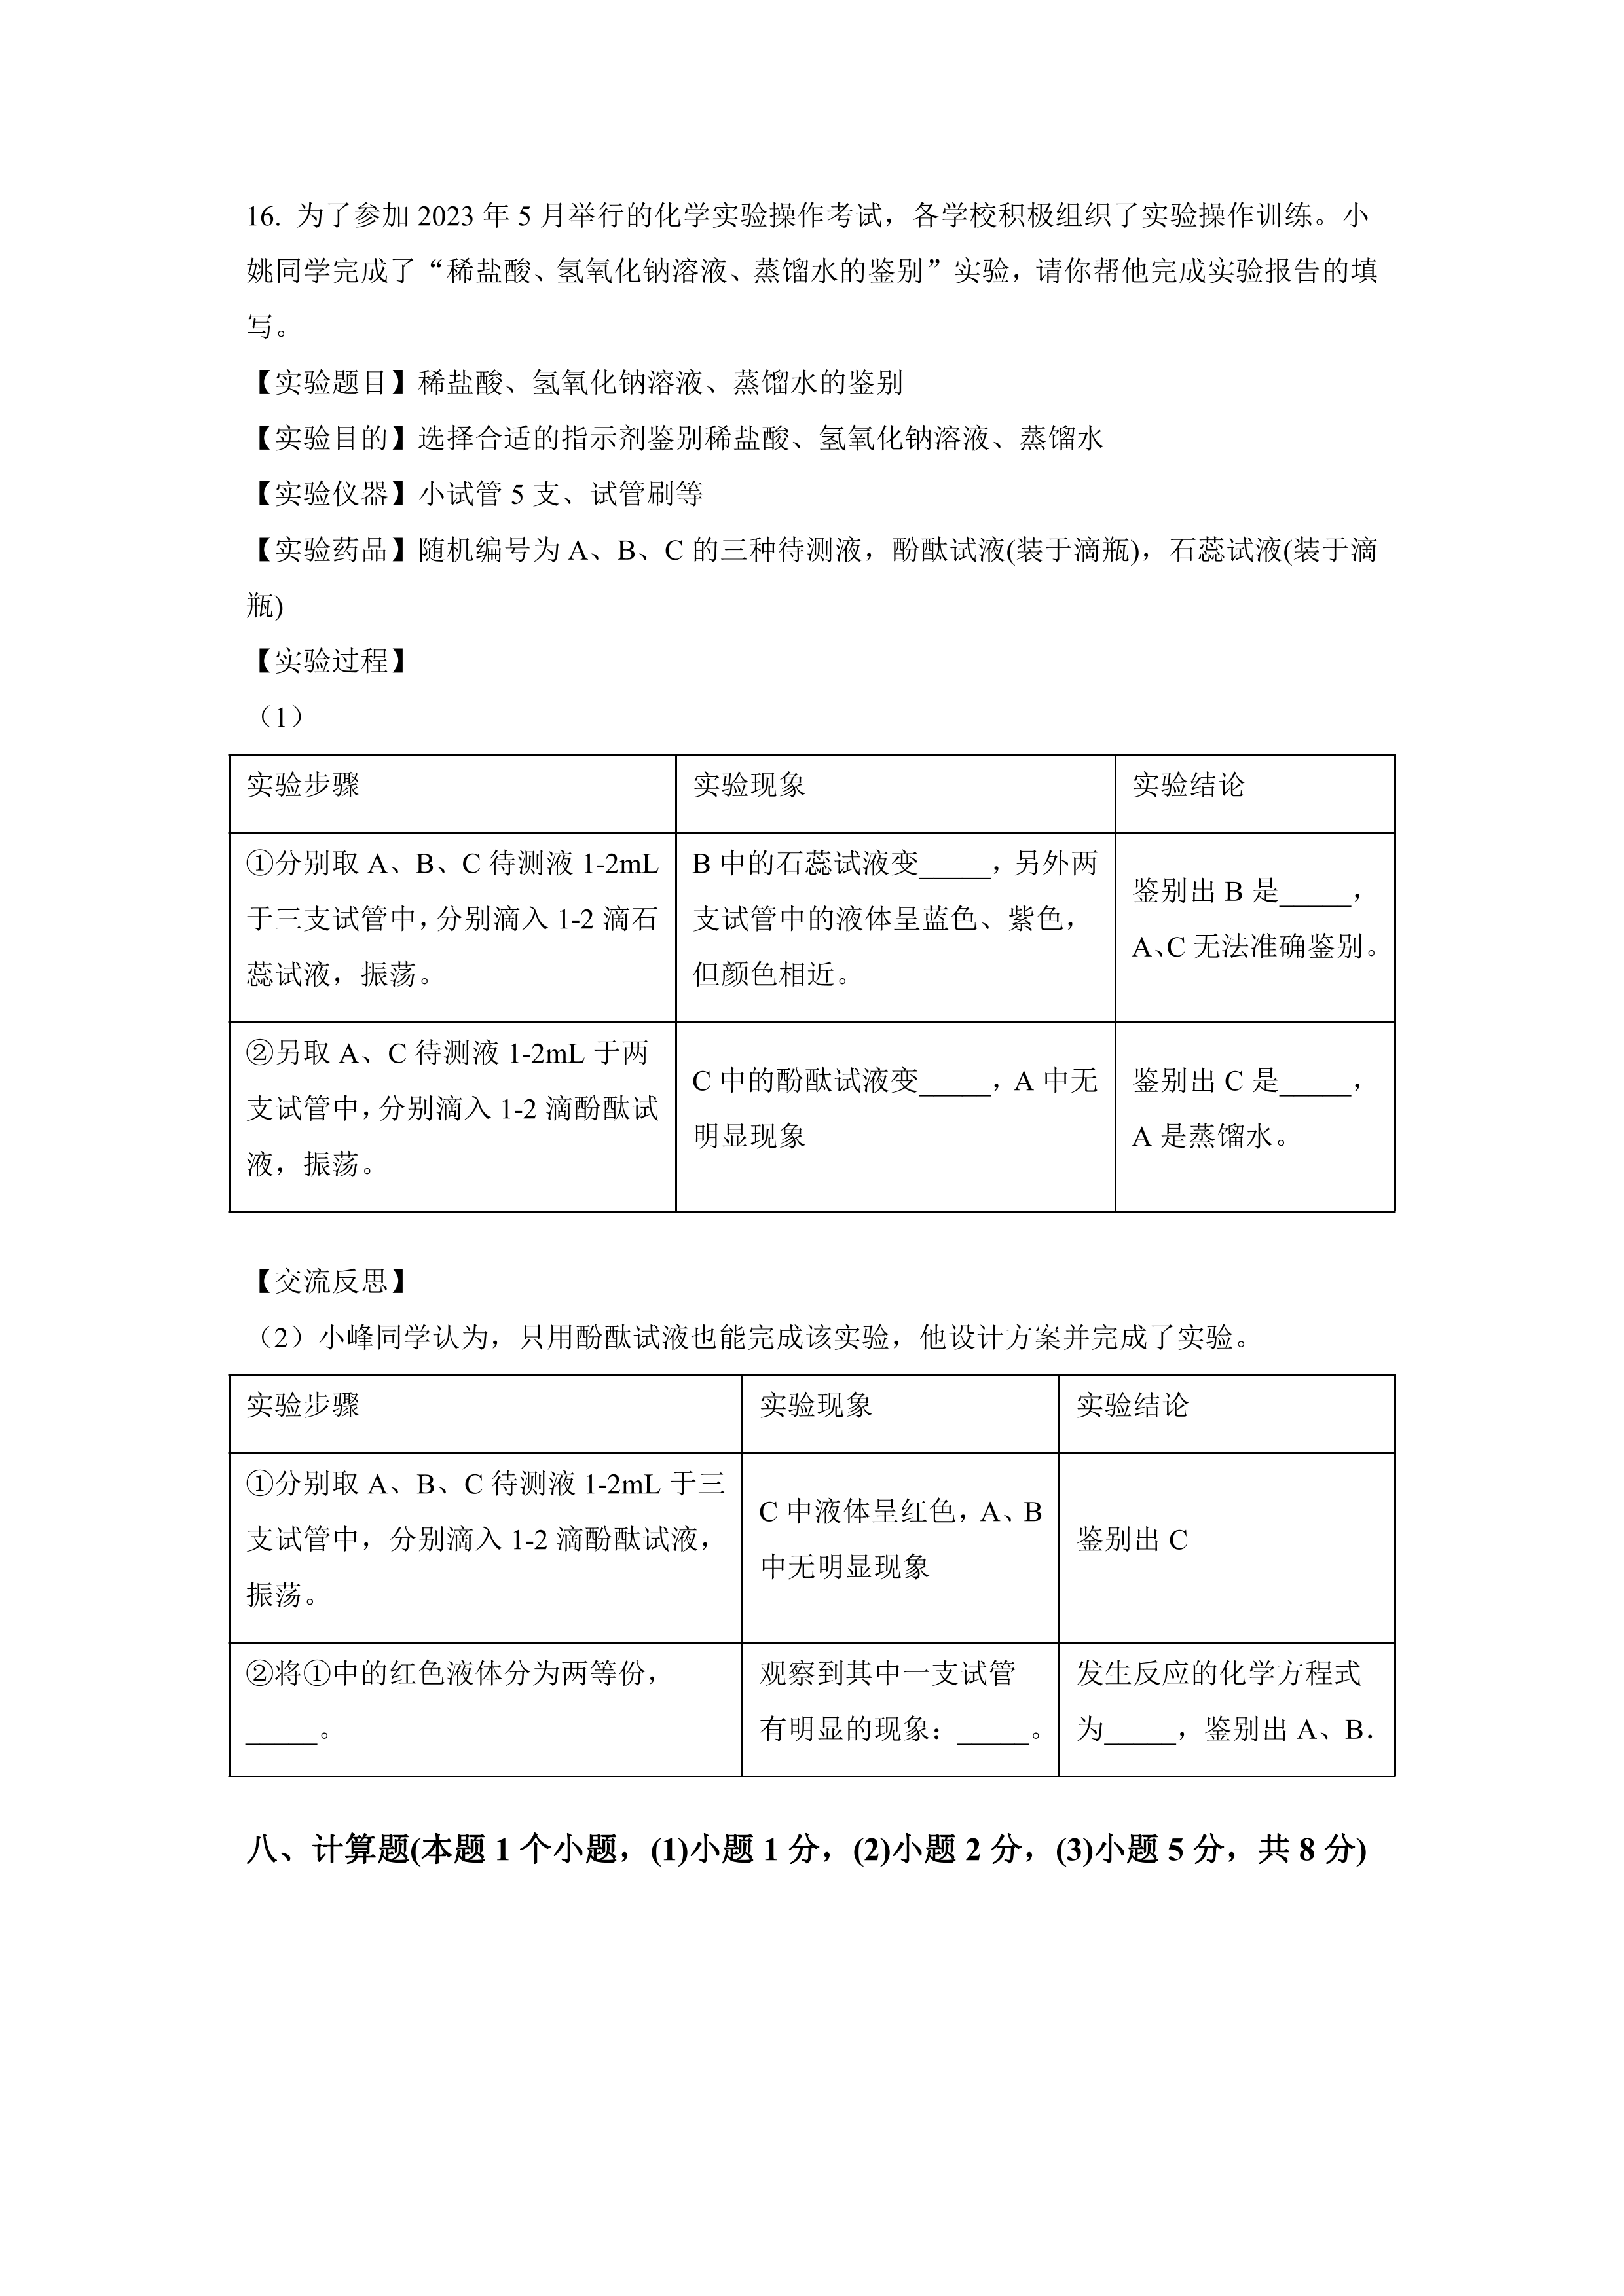 16. 为了参加 2023 年 5 月举行的化学实验操作考试，各学校积极组织了实验操作训练。小
姚同学完成了“稀盐酸、氢氧化钠溶液、蒸馏水的鉴别”实验，请你帮他完成实验报告的填
写。
【实验题目】稀盐酸、氢氧化钠溶液、蒸馏水的鉴别
【实验目的】选择合适的指示剂鉴别稀盐酸、氢氧化钠溶液、蒸馏水
【实验仪器】小试管 5 支、试管刷等
【实验药品】随机编号为 A、B、C 的三种待测液，酚酞试液(装于滴瓶)，石蕊试液(装于滴
瓶)
【实验过程】
（1）
实验步骤
实验现象
实验结论
①分别取 A、B、C 待测液 1-2mL
于三支试管中，分别滴入 1-2 滴石
蕊试液，振荡。
B 中的石蕊试液变_____，另外两
支试管中的液体呈蓝色、紫色，
但颜色相近。
鉴别出 B 是_____，
A、C 无法准确鉴别。
②另取 A、C 待测液 1-2mL 于两
支试管中，分别滴入 1-2 滴酚酞试
液，振荡。
C 中的酚酞试液变_____，A 中无
明显现象
鉴别出 C 是_____，
A 是蒸馏水。
【交流反思】
（2）小峰同学认为，只用酚酞试液也能完成该实验，他设计方案并完成了实验。
实验步骤
实验现象
实验结论
①分别取 A、B、C 待测液 1-2mL 于三
支试管中，分别滴入 1-2 滴酚酞试液，
振荡。
C 中液体呈红色，A、B
中无明显现象
鉴别出 C
②将①中的红色液体分为两等份，
_____。
观察到其中一支试管
有明显的现象：_____。
发生反应的化学方程式
为_____，鉴别出 A、B.
八、计算题(本题 1 个小题，(1)小题 1 分，(2)小题 2 分，(3)小题 5 分，共 8 分)